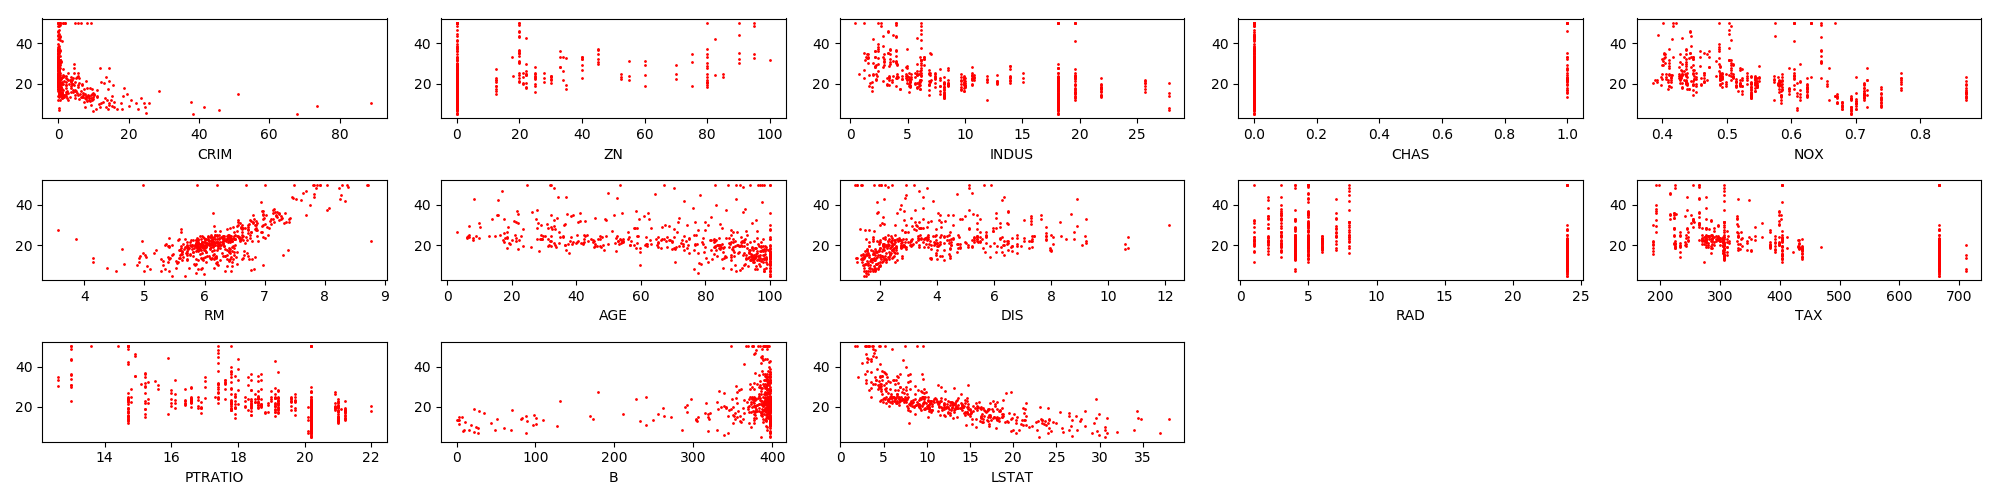 40
20
0 20 40 60 80
CRIM
40
20
0 20 40 60 80 100
ZN
40
20
0 5 10 15 20 25
INDUS
40
20
0.0 0.2 0.4 0.6 0.8 1.0
CHAS
40
20
0.4 0.5 0.6 0.7 0.8
NOX
40
20
4 5 6 7 8 9
RM
40
20
0 20 40 60 80 100
AGE
40
20
2 4 6 8 10 12
DIS
40
20
0 5 10 15 20 25
RAD
40
20
200 300 400 500 600 700
TAX
40
20
14 16 18 20 22
PTRATIO
40
20
0 100 200 300 400
B
40
20
0 5 10 15 20 25 30 35
LSTAT